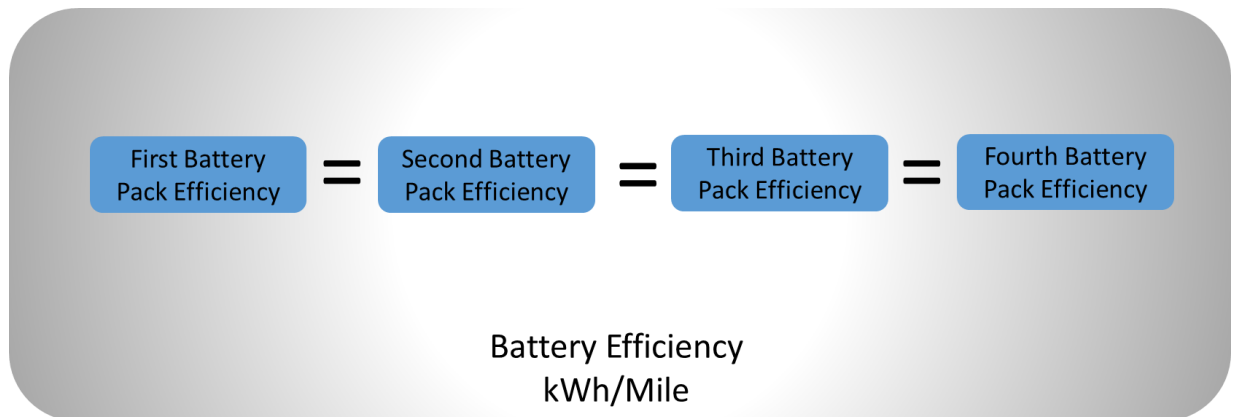 First Battery
Pack Efficiency
=
Second Battery
Pack Efficiency
=
Third Battery
Pack Efficiency
=
Fourth Battery
Pack Efficiency
Battery Efficiency
kWh/Mile